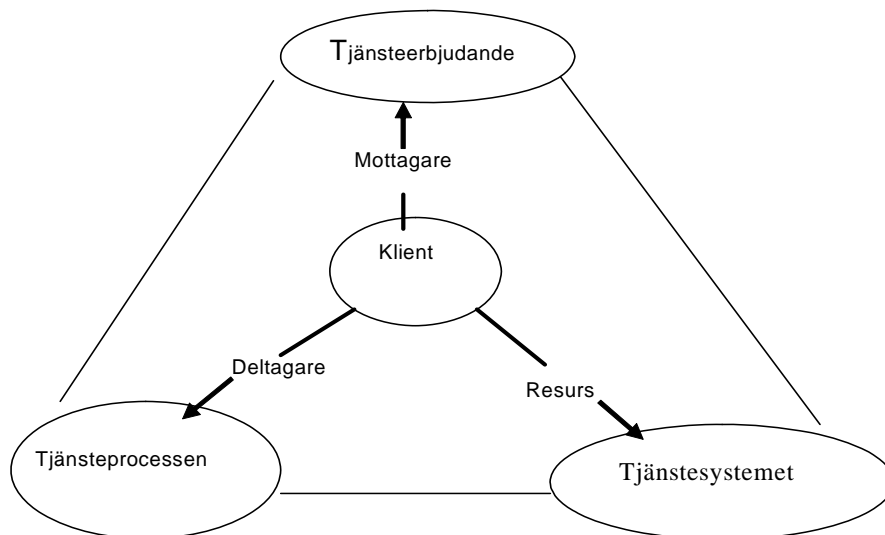 Tjänsteerbjudande
Mottagare
Klient
Deltagare
Resurs
Tjänsteprocessen
Tjänstesystemet